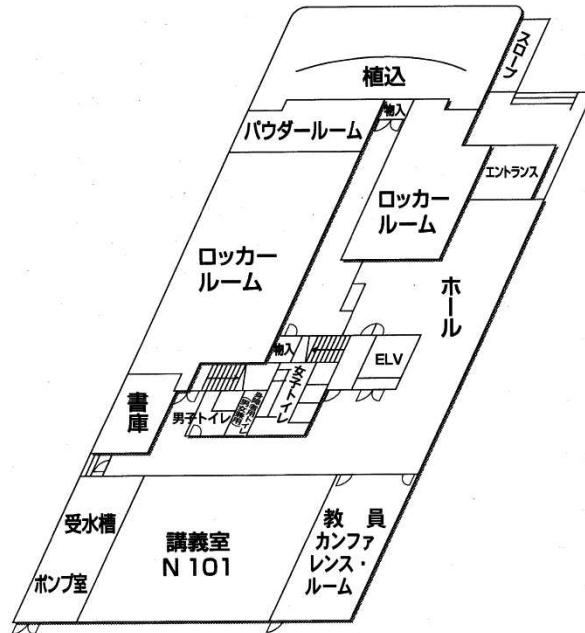 スロープ
植込
物入
パウダールーム
エントランス
ロッカー
ルーム
ロッカー
ルーム
ホール
物入
ELV
女子トイレ
書庫
男子トイレ
受水槽
教員
カンファ
レンス・
ルーム
講義室
N 101
ポンプ室